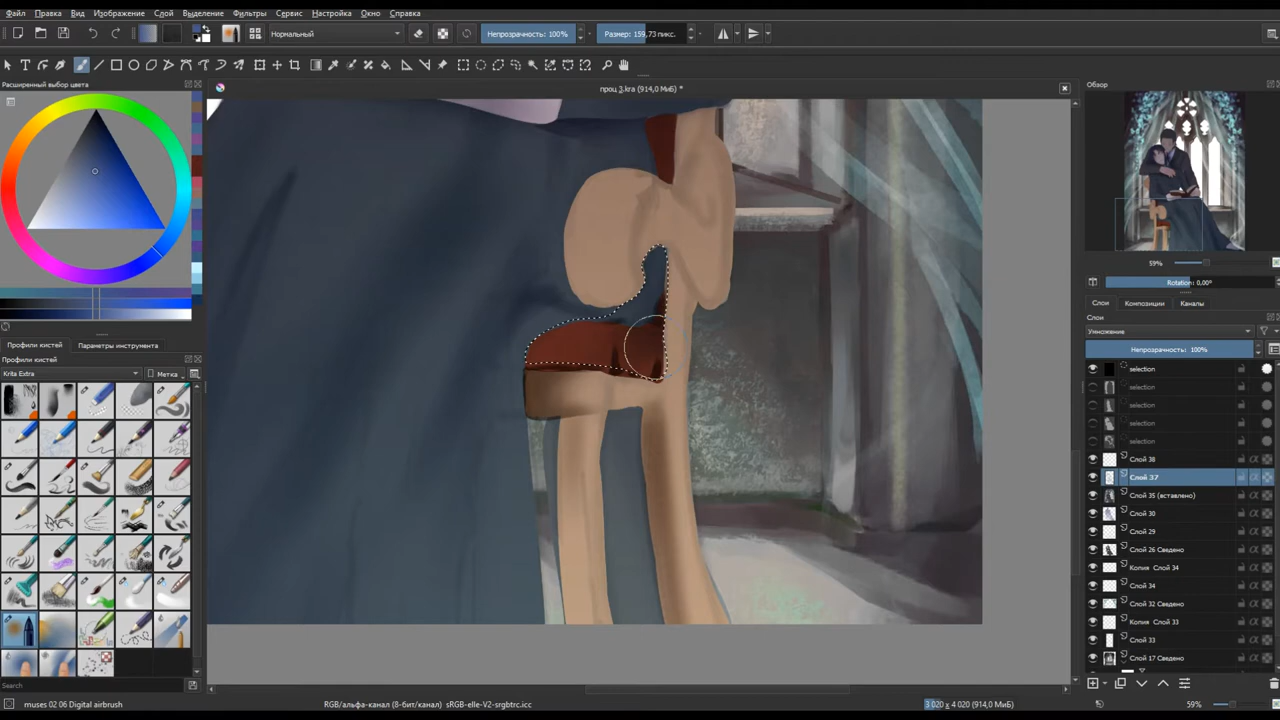 Файл Правка Вид Изображение Слой Выделение Фильтры Сервис Настройка Окно Справка
Нормальный Непрозрачность: 100% Размер: 159,73 пикс.
Расширенный выбор цвета
проц 3.kra (914,0 МиБ) *
Обзор
59%
Rotation: 0,00°
Слои Композиции Каналы
Слои
Умножение
Непрозрачность: 100%
selection
selection
selection
selection
selection
Слой 38
Слой 37
Слой 35 (вставлено)
Слой 30
Слой 29
Слой 26 Сведено
Копия Слой 34
Слой 34
Слой 32 Сведено
Копия Слой 33
Слой 33
Слой 17 Сведено
Профили кистей Параметры инструмента
Профили кистей
Krita Extra Метка
Search
muses 02 06 Digital airbrush RGB/альфа-канал (8-бит/канал) sRGB-elle-V2-srgbtrc.icc 3 020 x 4 020 (914,0 МиБ) 59%